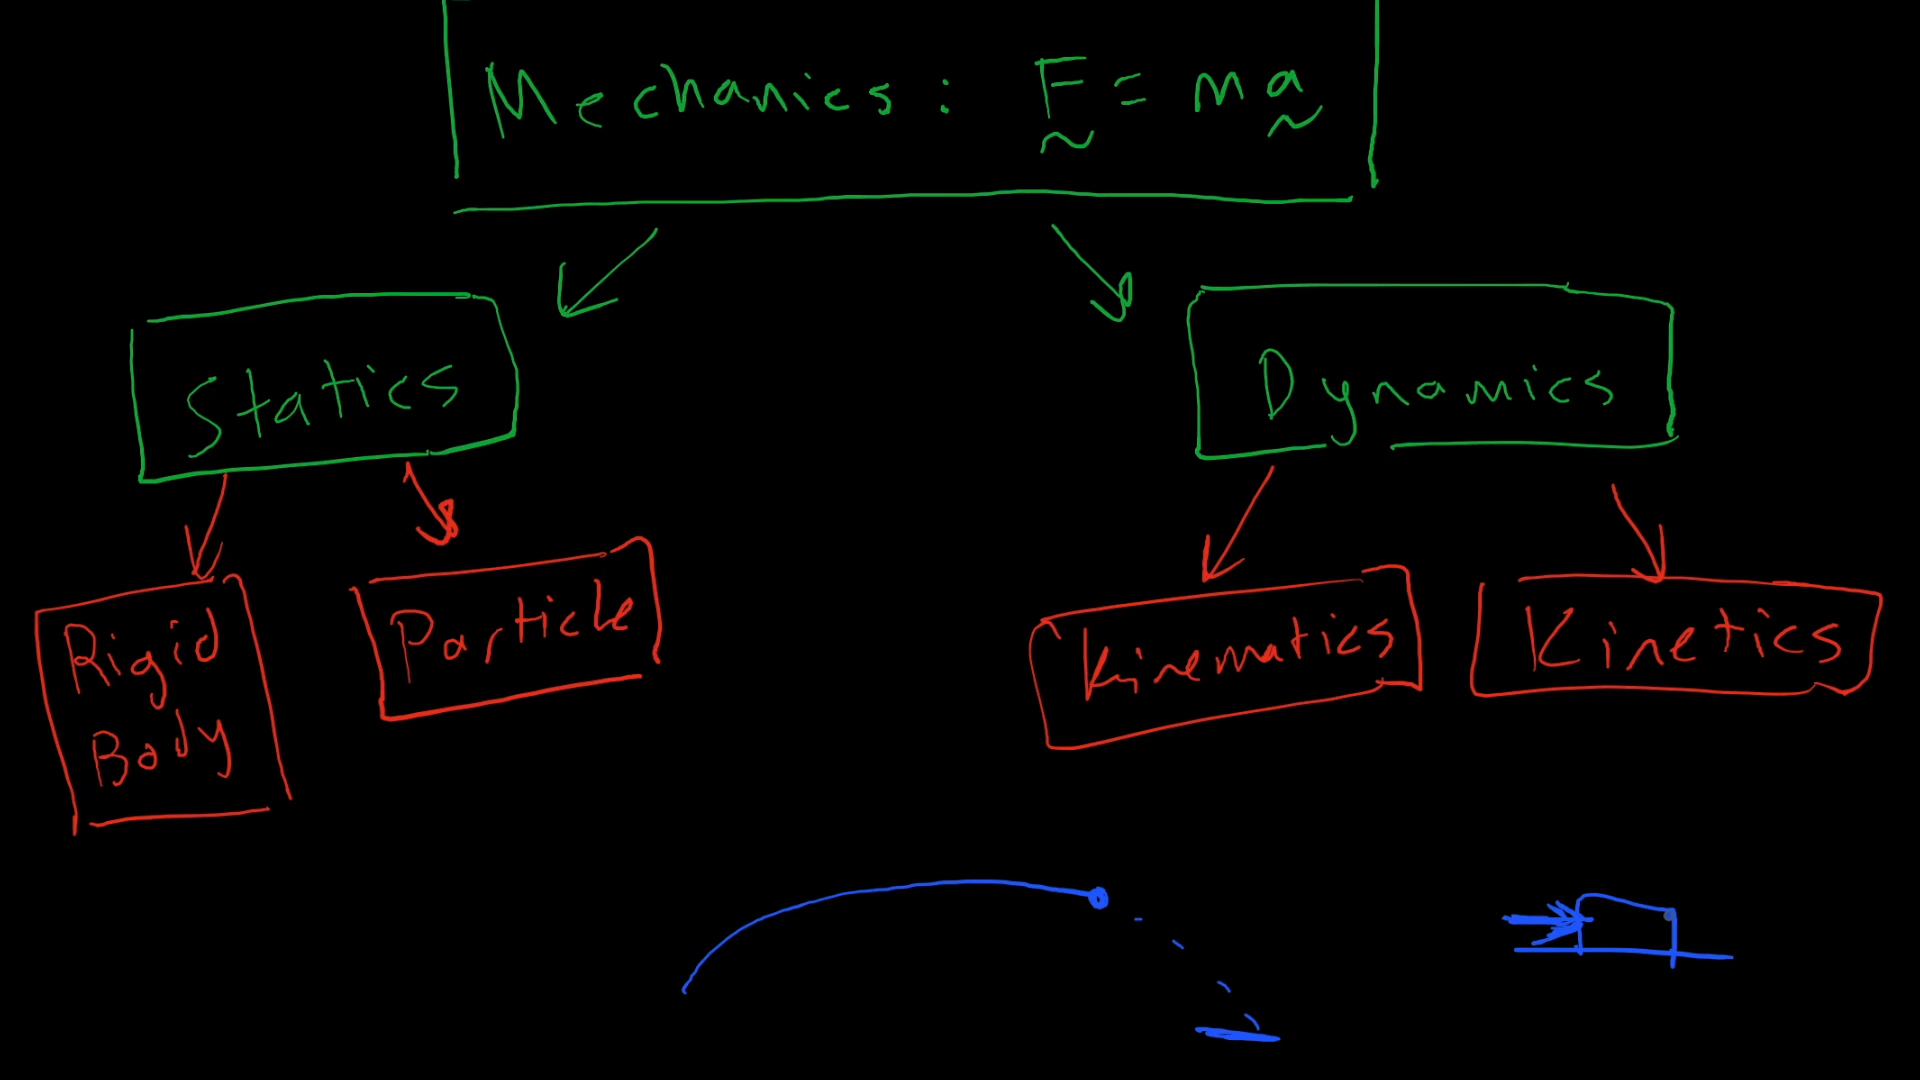 Mechanics: F = ma
Statics
Dynamics
Rigid
Body
Particle
Kinematics
Kinetics